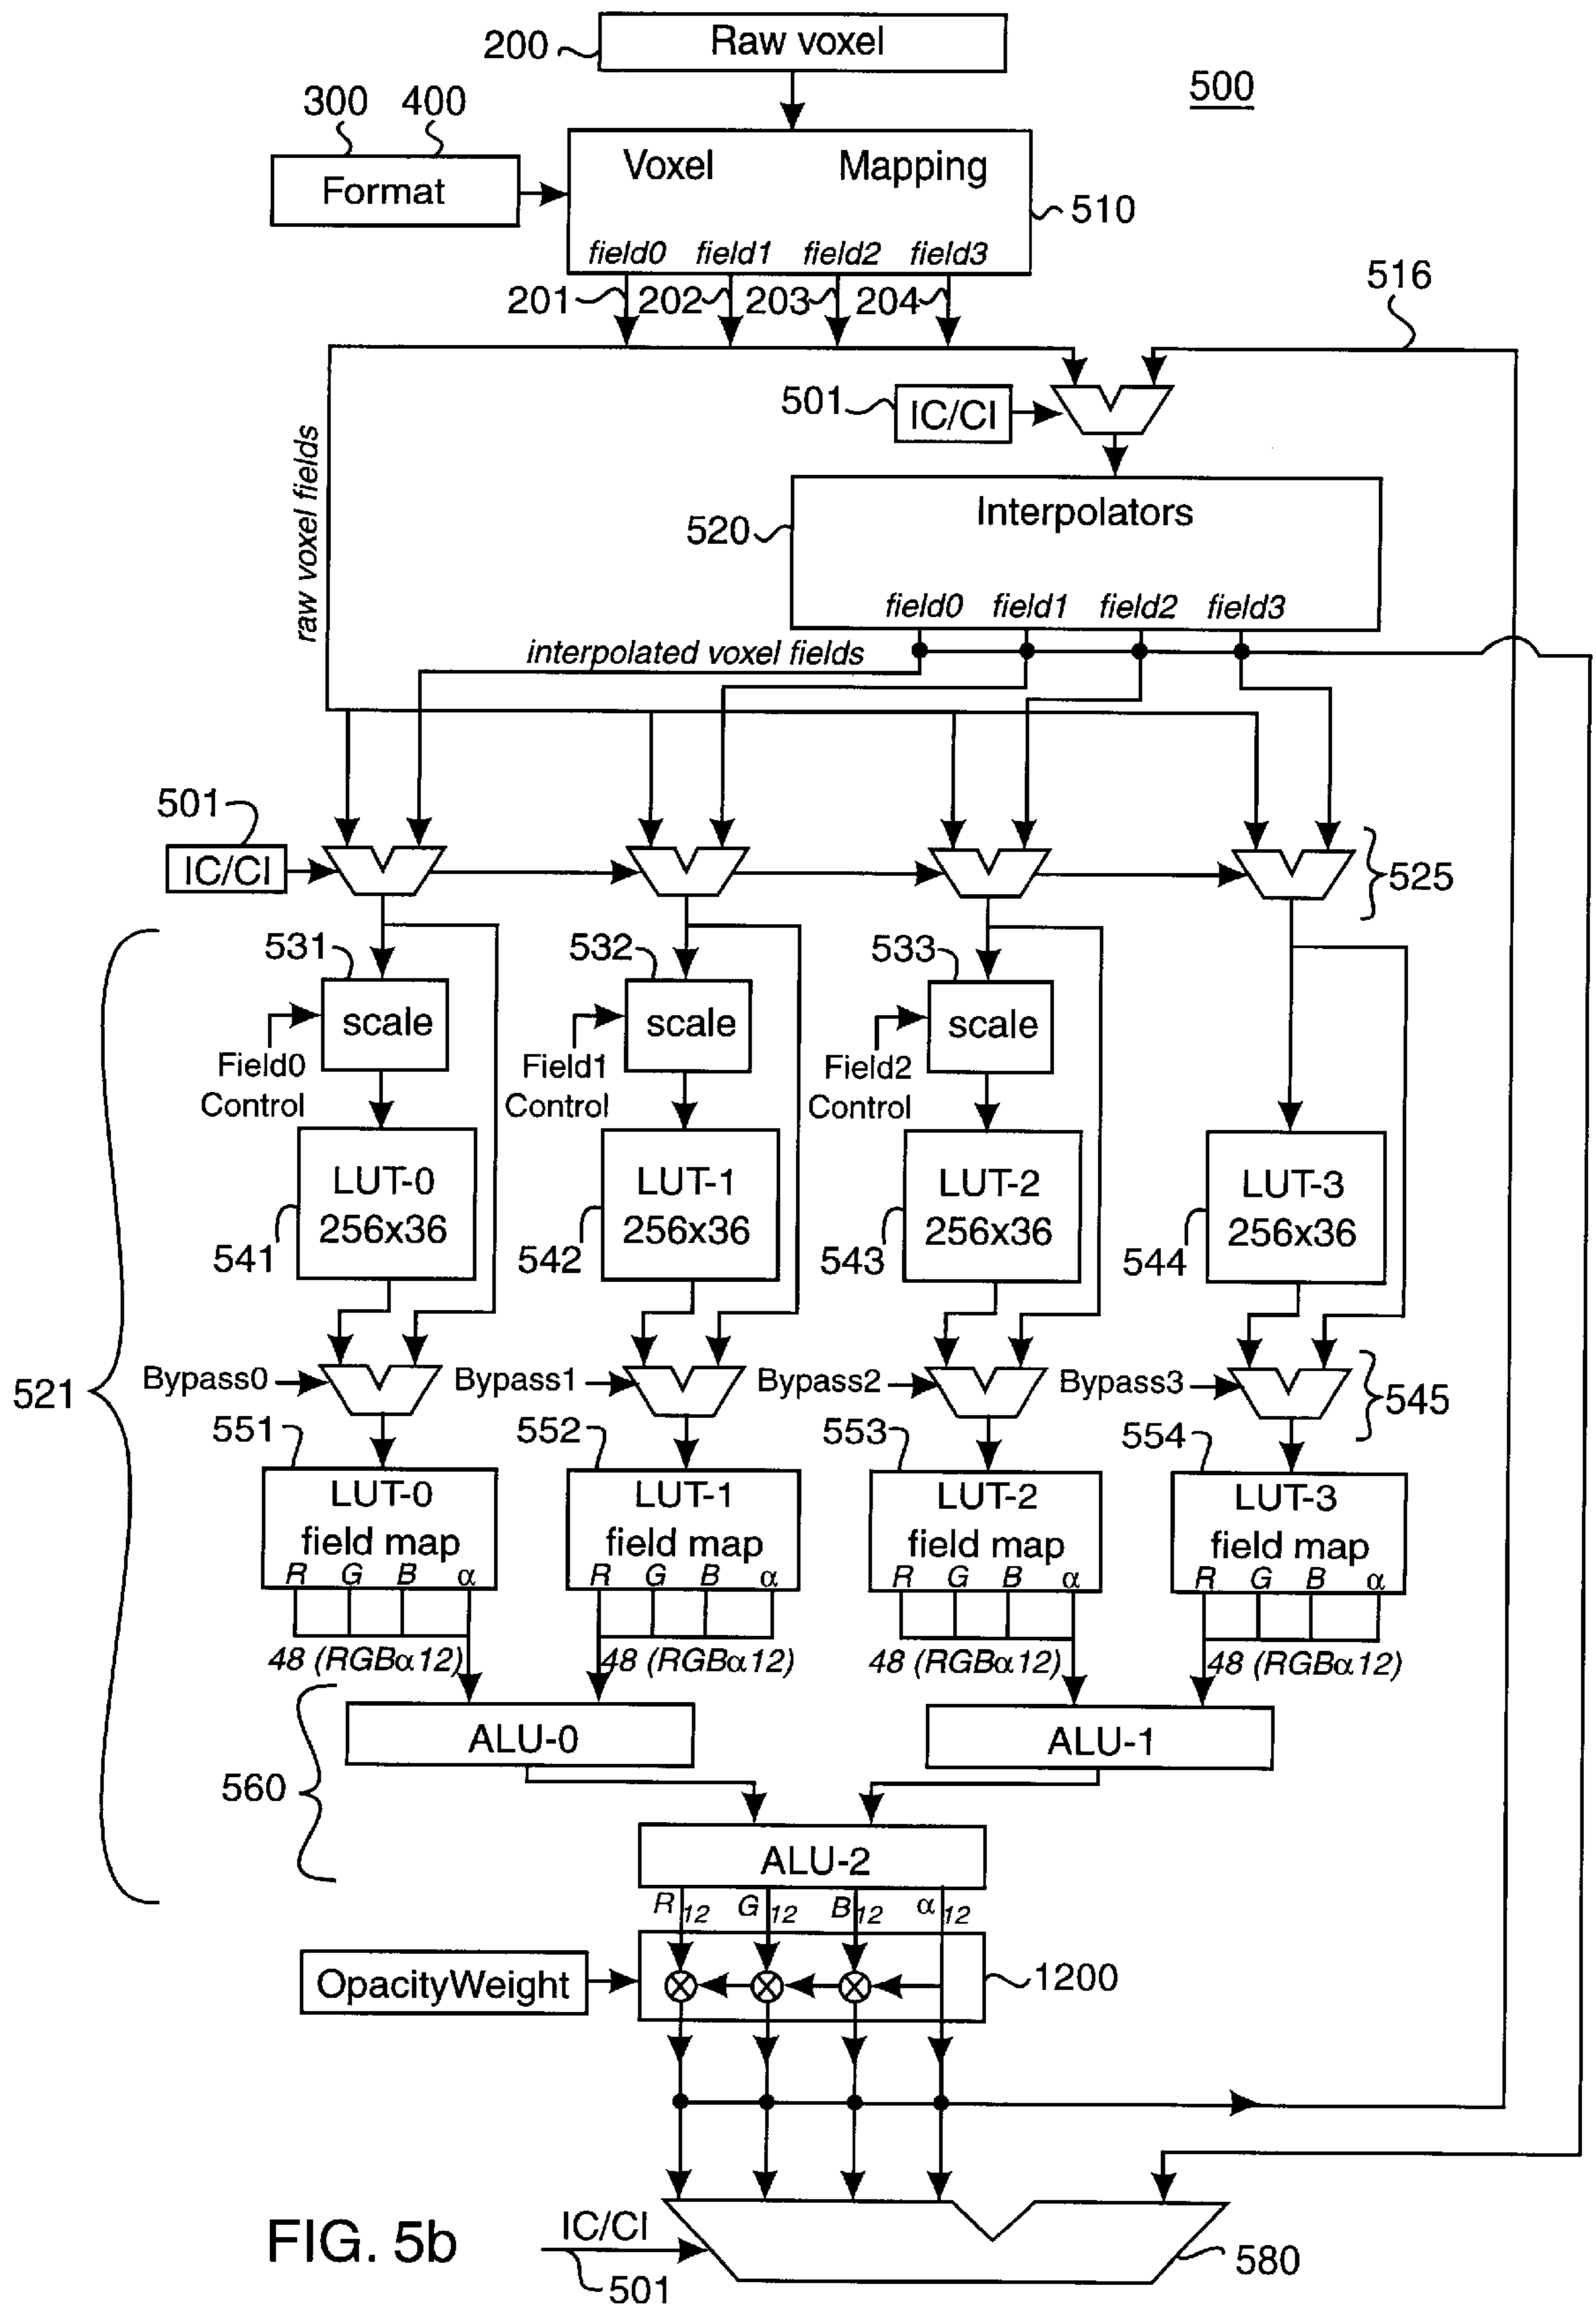 200 Raw voxel
500
300 400
Format
Voxel Mapping
510
field0 field1 field2 field3
201 202 203 204
516
501 IC/CI
raw voxel fields
Interpolators
520
field0 field1 field2 field3
interpolated voxel fields
501
IC/CI
525
531 532 533
scale scale scale
Field0 Control
Field1 Control
Field2 Control
LUT-0 256x36
LUT-1 256x36
LUT-2 256x36
LUT-3 256x36
541 542 543 544
521
Bypass0 Bypass1 Bypass2 Bypass3
545
551 552 553 554
LUT-0 field map
LUT-1 field map
LUT-2 field map
LUT-3 field map
R G B α R G B α R G B α R G B α
48 (RGBα12) 48 (RGBα12) 48 (RGBα12) 48 (RGBα12)
ALU-0 ALU-1
560
ALU-2
R 12 G 12 B 12 α 12
OpacityWeight
1200
FIG. 5b
IC/CI
501
580